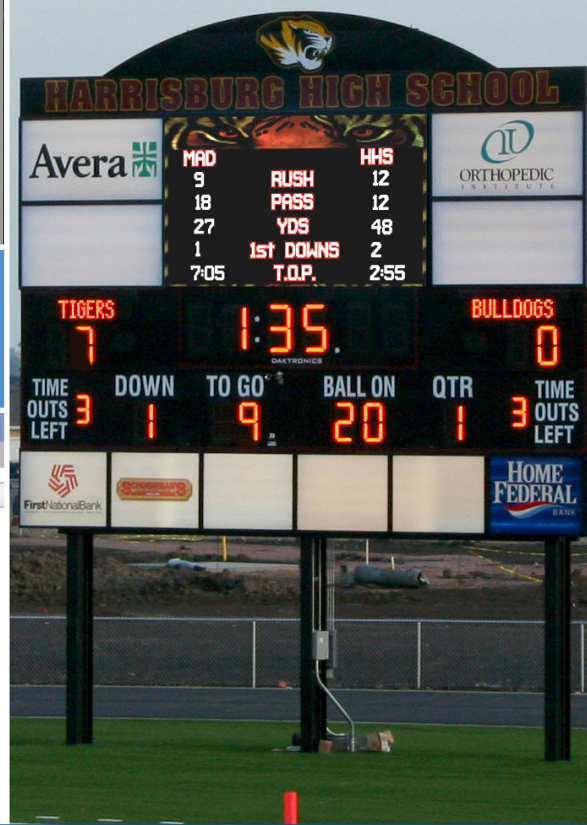 HARRISBURG HIGH SCHOOL
Avera
MAD HHS
9 RUSH 12
18 PASS 12
27 YDS 48
1 1st DOWNS 2
7:05 T.O.P. 2:55
OI
ORTHOPEDIC
INSTITUTE
TIGERS 1:35. BULLDOGS
7 0
DAKTRONICS
TIME OUTS LEFT 3
DOWN 1
TO GO 9
BALL ON 20
QTR 1
3 TIME OUTS LEFT
First National Bank
SCHOENEMAN'S
HOME
FEDERAL
BANK